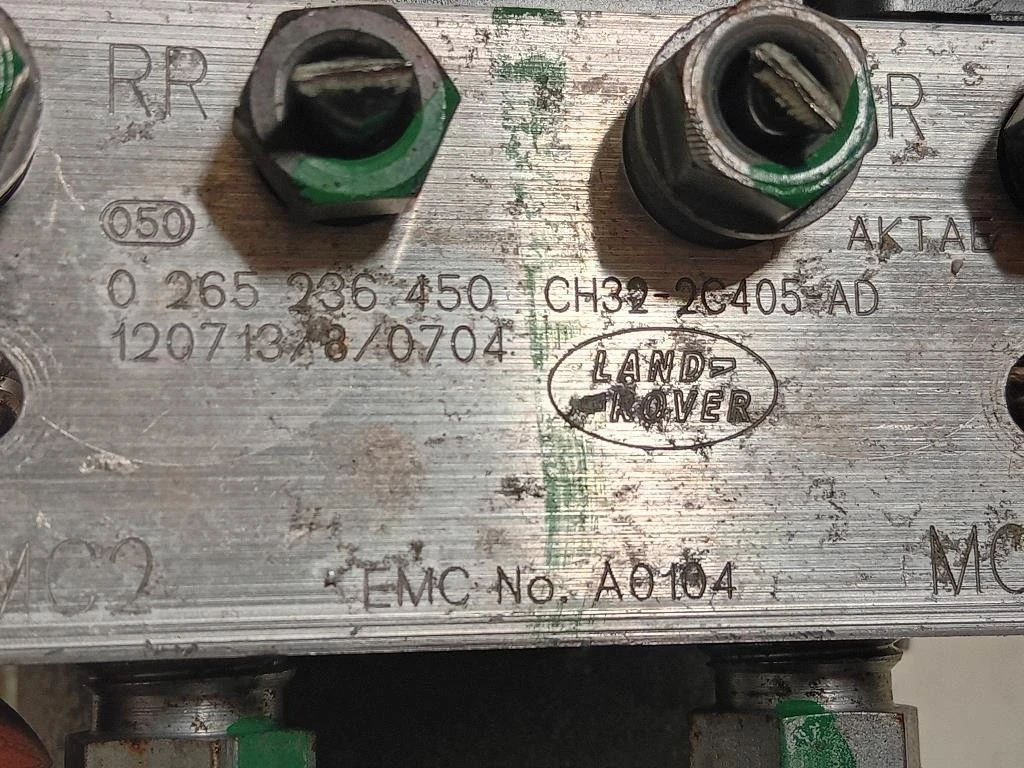 RR
R
050
AKTAE
0 265 236 450 CH32-2C405-AD
120713/8/0704
LAND-
ROVER
MC2
MC
EMC No. A0104